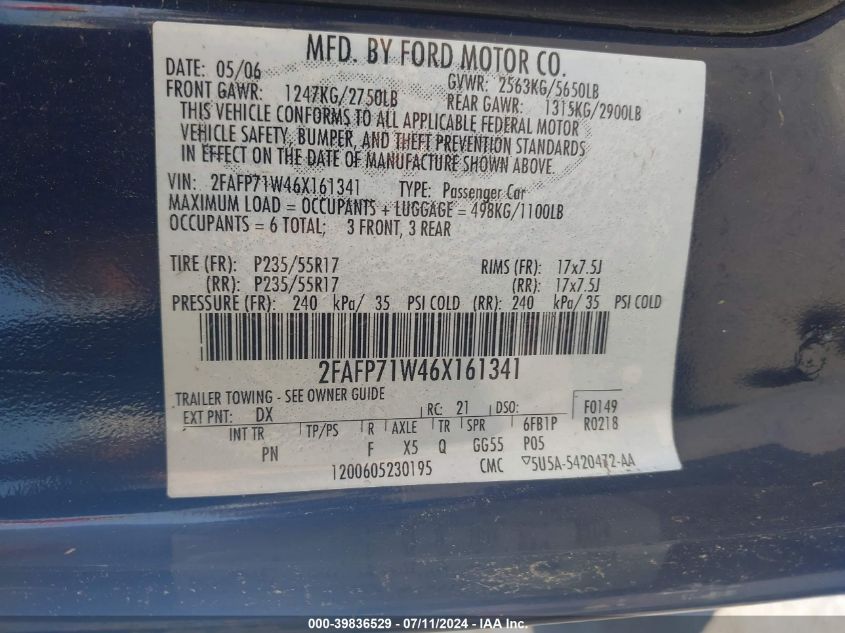 MFD. BY FORD MOTOR CO.
DATE: 05/06 GVWR: 2563KG/5650LB
FRONT GAWR: 1247KG/2750LB REAR GAWR: 1315KG/2900LB
THIS VEHICLE CONFORMS TO ALL APPLICABLE FEDERAL MOTOR
VEHICLE SAFETY, BUMPER, AND THEFT PREVENTION STANDARDS
IN EFFECT ON THE DATE OF MANUFACTURE SHOWN ABOVE.
VIN: 2FAFP71W46X161341 TYPE: Passenger Car
MAXIMUM LOAD = OCCUPANTS + LUGGAGE = 498KG/1100LB
OCCUPANTS = 6 TOTAL; 3 FRONT, 3 REAR
TIRE (FR): P235/55R17 RIMS (FR): 17x7.5J
(RR): P235/55R17 (RR): 17x7.5J
PRESSURE (FR): 240 kPa/ 35 PSI COLD (RR): 240 kPa/ 35 PSI COLD
2FAFP71W46X161341
TRAILER TOWING - SEE OWNER GUIDE
EXT PNT: DX RC: 21 DSO: F0149
INT TR TP/PS R AXLE TR SPR 6FB1P R0218
PN F X5 Q GG55 P05
1200605230195 CMC ▽5U5A-5420472-AA
000-39836529 - 07/11/2024 - IAA Inc.